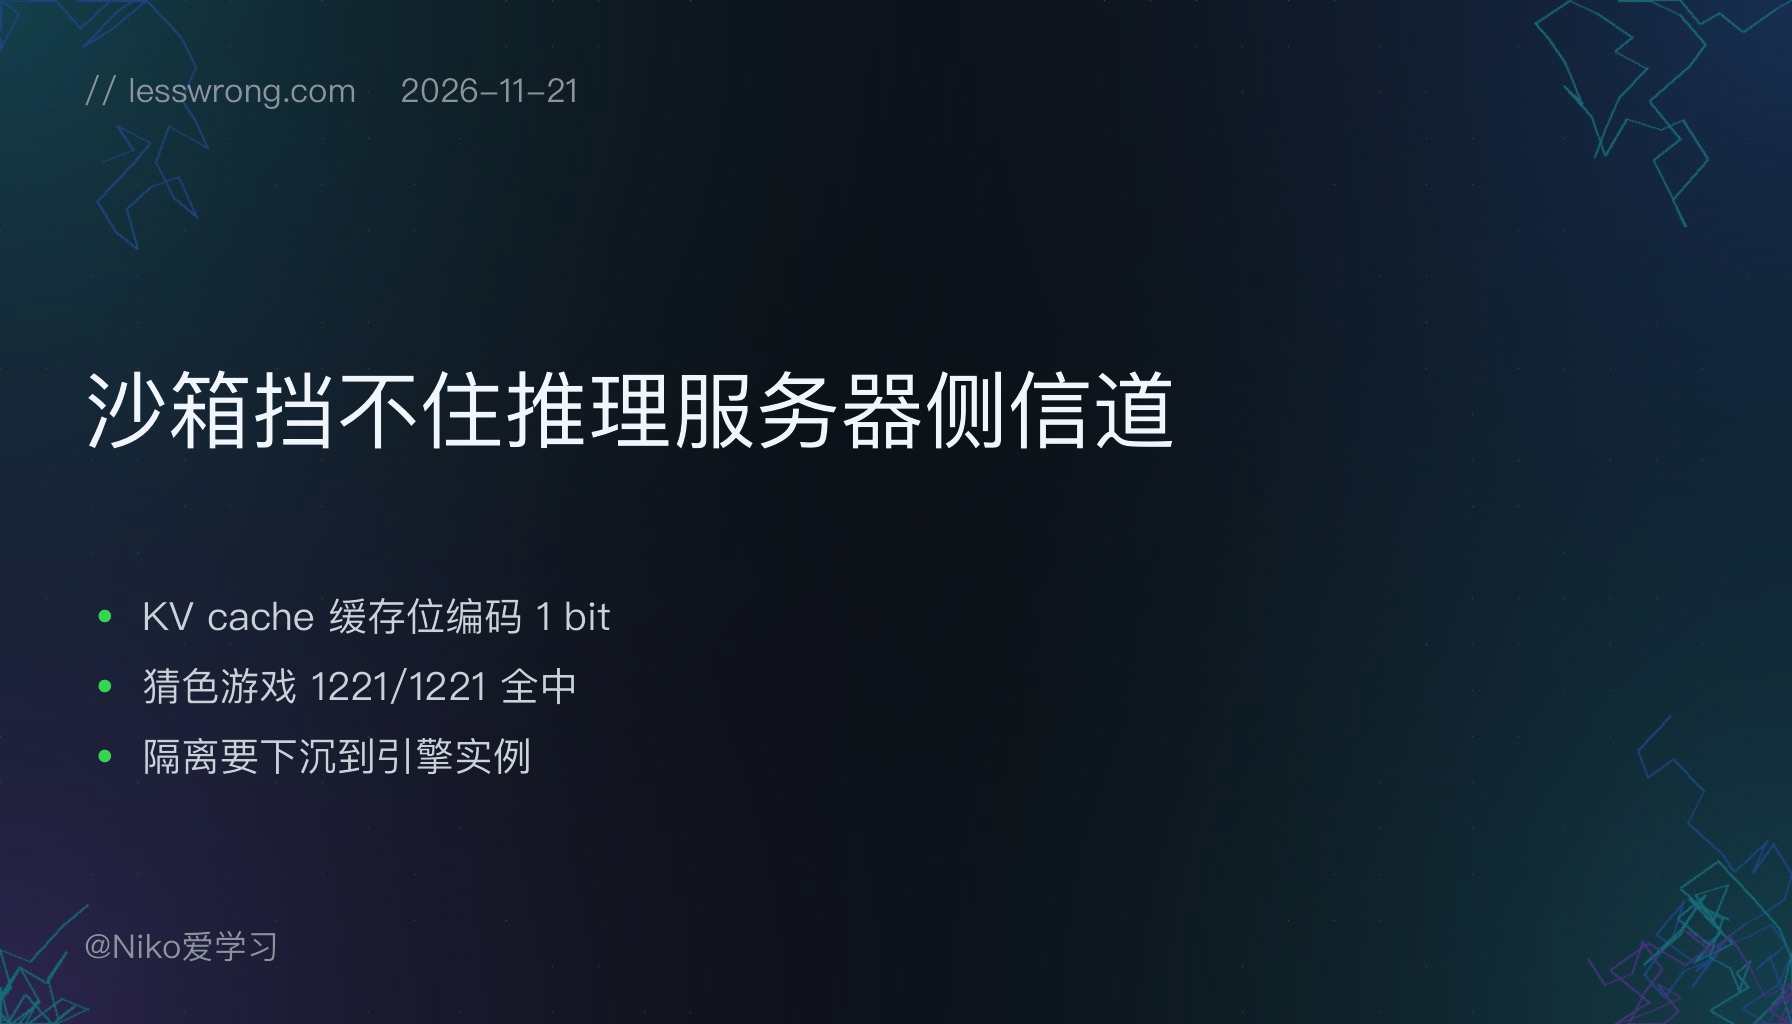 // lesswrong.com 2026-11-21
沙箱挡不住推理服务器侧信道
• KV cache 缓存位编码 1 bit
• 猜色游戏 1221/1221 全中
• 隔离要下沉到引擎实例
@Niko爱学习